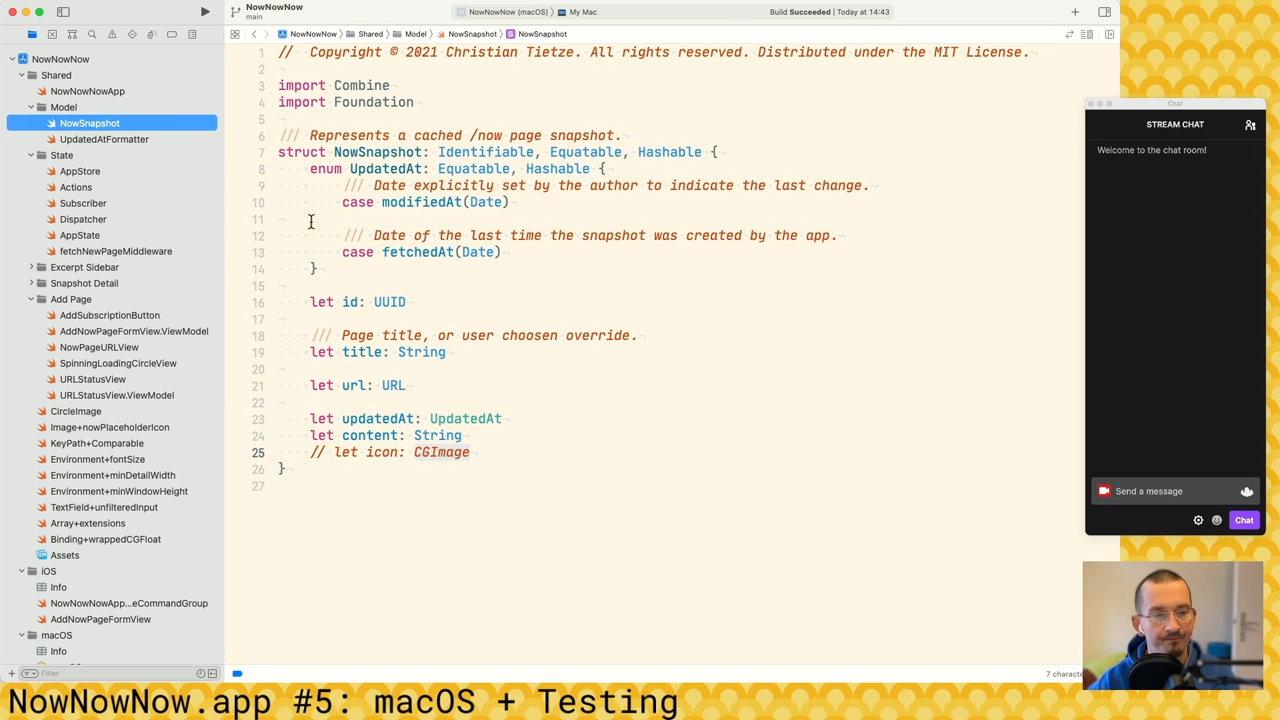 NowNowNow
main
NowNowNow (macOS) 〉 My Mac
Build Succeeded | Today at 14:43
NowNowNow 〉 Shared 〉 Model 〉 NowSnapshot 〉 NowSnapshot
NowNowNow
Shared
NowNowNowApp
Model
NowSnapshot
UpdatedAtFormatter
State
AppStore
Actions
Subscriber
Dispatcher
AppState
fetchNewPageMiddleware
Excerpt Sidebar
Snapshot Detail
Add Page
AddSubscriptionButton
AddNowPageFormView.ViewModel
NowPageURLView
SpinningLoadingCircleView
URLStatusView
URLStatusView.ViewModel
CircleImage
Image+nowPlaceholderIcon
KeyPath+Comparable
Environment+fontSize
Environment+minDetailWidth
Environment+minWindowHeight
TextField+unfilteredInput
Array+extensions
Binding+wrappedCGFloat
Assets
iOS
Info
NowNowNowApp...eCommandGroup
AddNowPageFormView
macOS
Info
Filter
1 // Copyright © 2021 Christian Tietze. All rights reserved. Distributed under the MIT License.
2
3 import Combine
4 import Foundation
5
6 /// Represents a cached /now page snapshot.
7 struct NowSnapshot: Identifiable, Equatable, Hashable {
8 enum UpdatedAt: Equatable, Hashable {
9 /// Date explicitly set by the author to indicate the last change.
10 case modifiedAt(Date)
11
12 /// Date of the last time the snapshot was created by the app.
13 case fetchedAt(Date)
14 }
15
16 let id: UUID
17
18 /// Page title, or user choosen override.
19 let title: String
20
21 let url: URL
22
23 let updatedAt: UpdatedAt
24 let content: String
25 // let icon: CGImage
26 }
27
7 characte
Chat
STREAM CHAT
Welcome to the chat room!
Send a message
Chat
NowNowNow.app #5: macOS + Testing